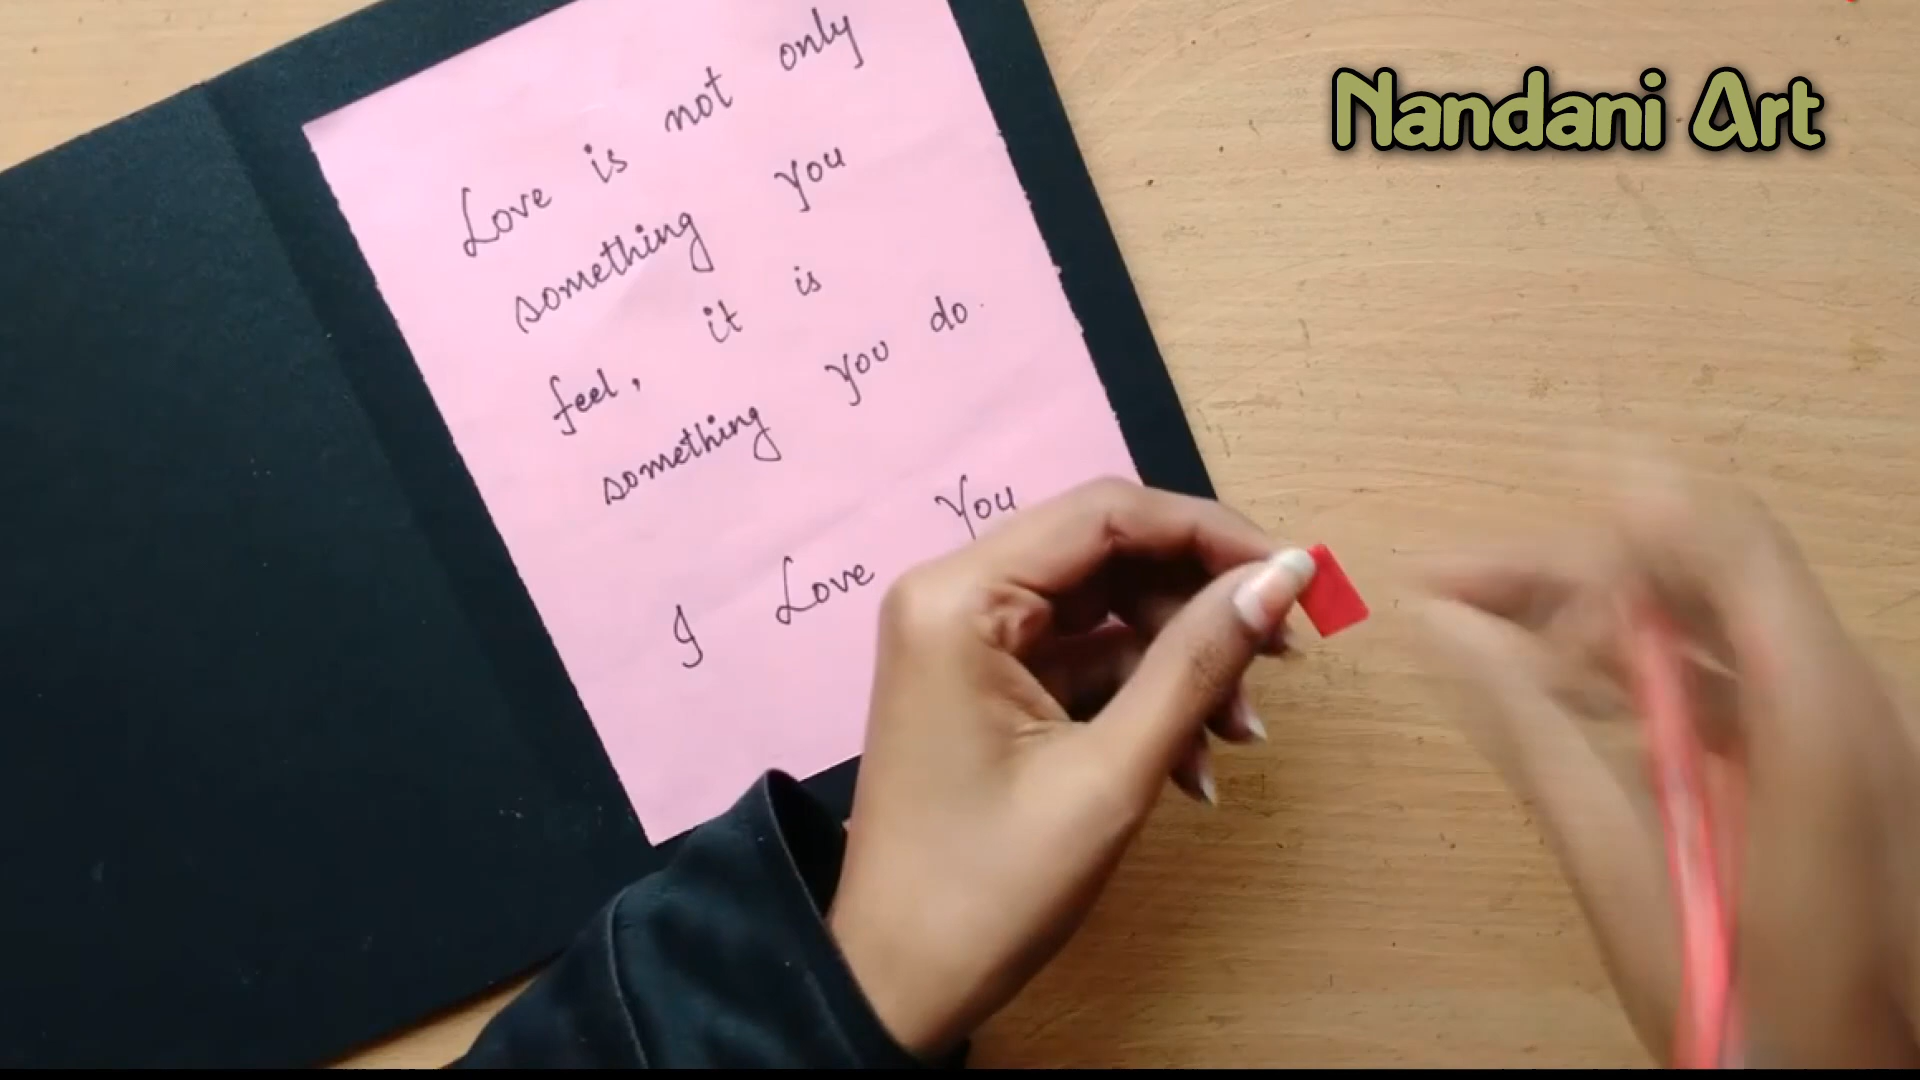 Nandani Art
Love is not only
something you
feel, it is
something you do.
I Love You